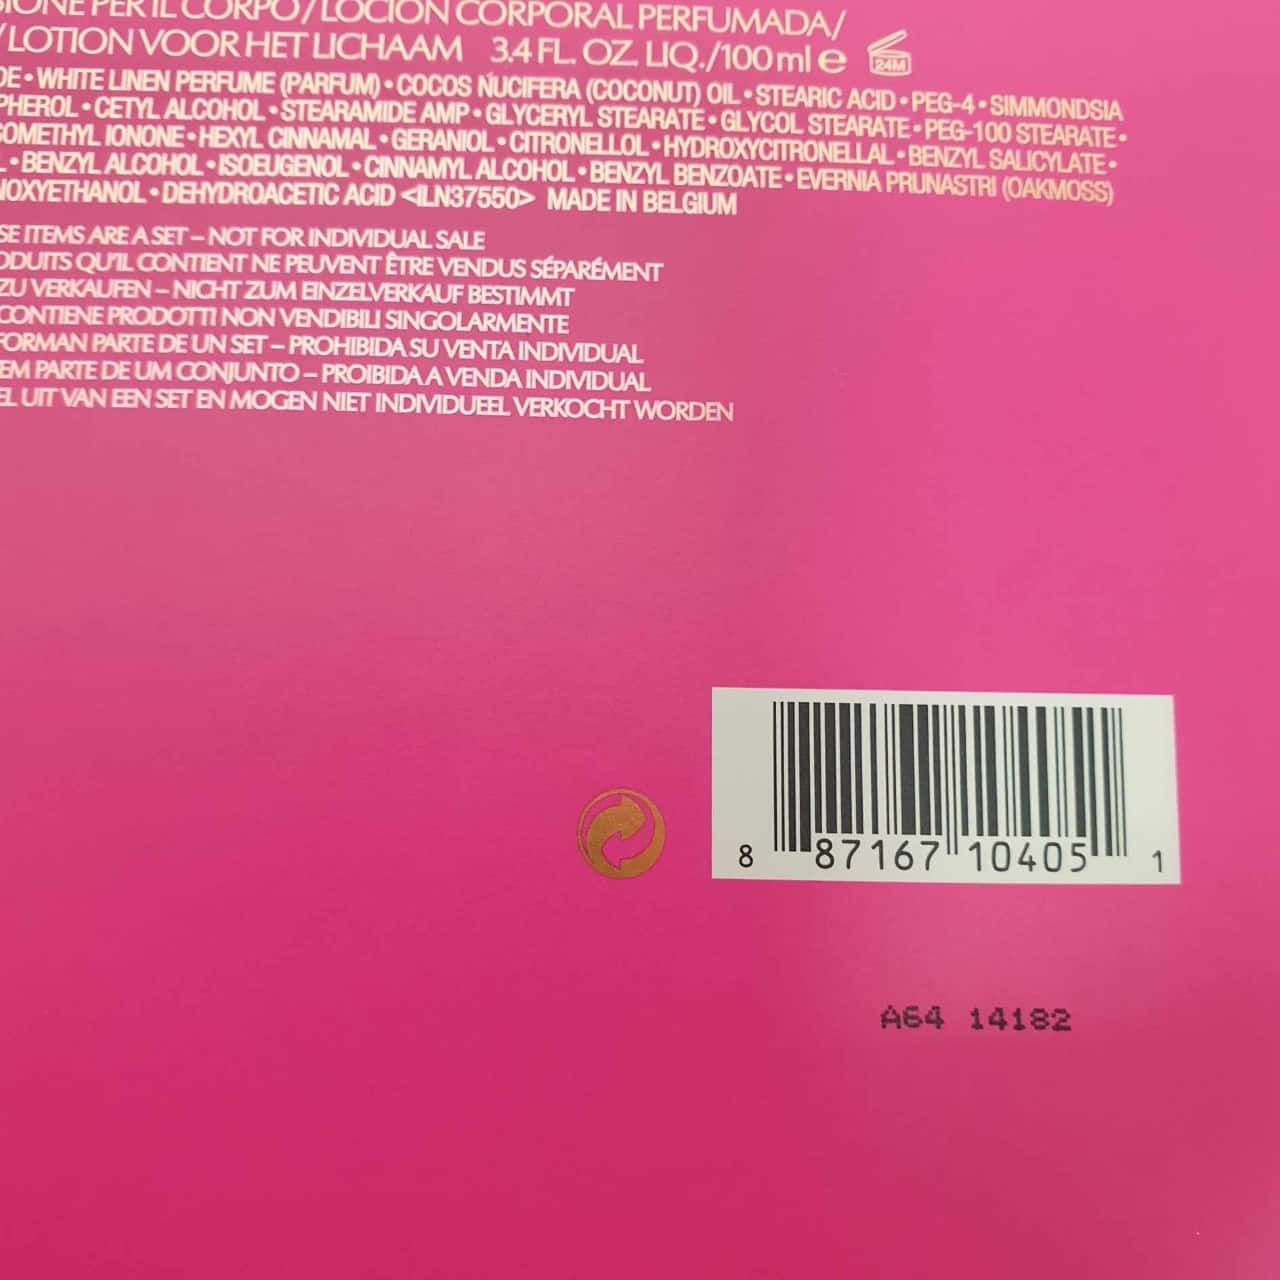 IONE PER IL CORPO/LOCIÓN CORPORAL PERFUMADA/
/LOTION VOOR HET LICHAAM 3.4 FL. OZ. LIQ./100 ml e 24M
DE • WHITE LINEN PERFUME (PARFUM) • COCOS NUCIFERA (COCONUT) OIL • STEARIC ACID • PEG-4 • SIMMONDSIA
PHEROL • CETYL ALCOHOL • STEARAMIDE AMP • GLYCERYL STEARATE • GLYCOL STEARATE • PEG-100 STEARATE •
SOMETHYL IONONE • HEXYL CINNAMAL • GERANIOL • CITRONELLOL • HYDROXYCITRONELLAL • BENZYL SALICYLATE •
L • BENZYL ALCOHOL • ISOEUGENOL • CINNAMYL ALCOHOL • BENZYL BENZOATE • EVERNIA PRUNASTRI (OAKMOSS)
NOXYETHANOL • DEHYDROACETIC ACID <ILN37550> MADE IN BELGIUM
SE ITEMS ARE A SET – NOT FOR INDIVIDUAL SALE
ODUITS QU'IL CONTIENT NE PEUVENT ÊTRE VENDUS SÉPARÉMENT
ZU VERKAUFEN – NICHT ZUM EINZELVERKAUF BESTIMMT
CONTIENE PRODOTTI NON VENDIBILI SINGOLARMENTE
FORMAN PARTE DE UN SET – PROHIBIDA SU VENTA INDIVIDUAL
EM PARTE DE UM CONJUNTO – PROIBIDA A VENDA INDIVIDUAL
EL UIT VAN EEN SET EN MOGEN NIET INDIVIDUEEL VERKOCHT WORDEN
8 87167 10405 1
A64 14182